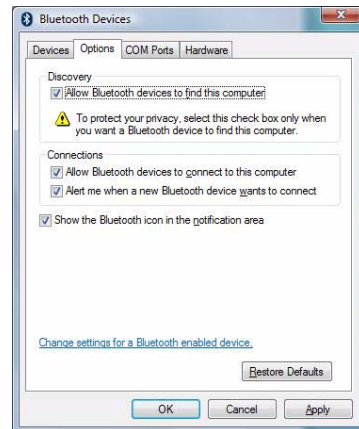 Bluetooth Devices
Devices Options COM Ports Hardware
Discovery
Allow Bluetooth devices to find this computer
To protect your privacy, select this check box only when
you want a Bluetooth device to find this computer.
Connections
Allow Bluetooth devices to connect to this computer
Alert me when a new Bluetooth device wants to connect
Show the Bluetooth icon in the notification area
Change settings for a Bluetooth enabled device.
Restore Defaults
OK Cancel Apply